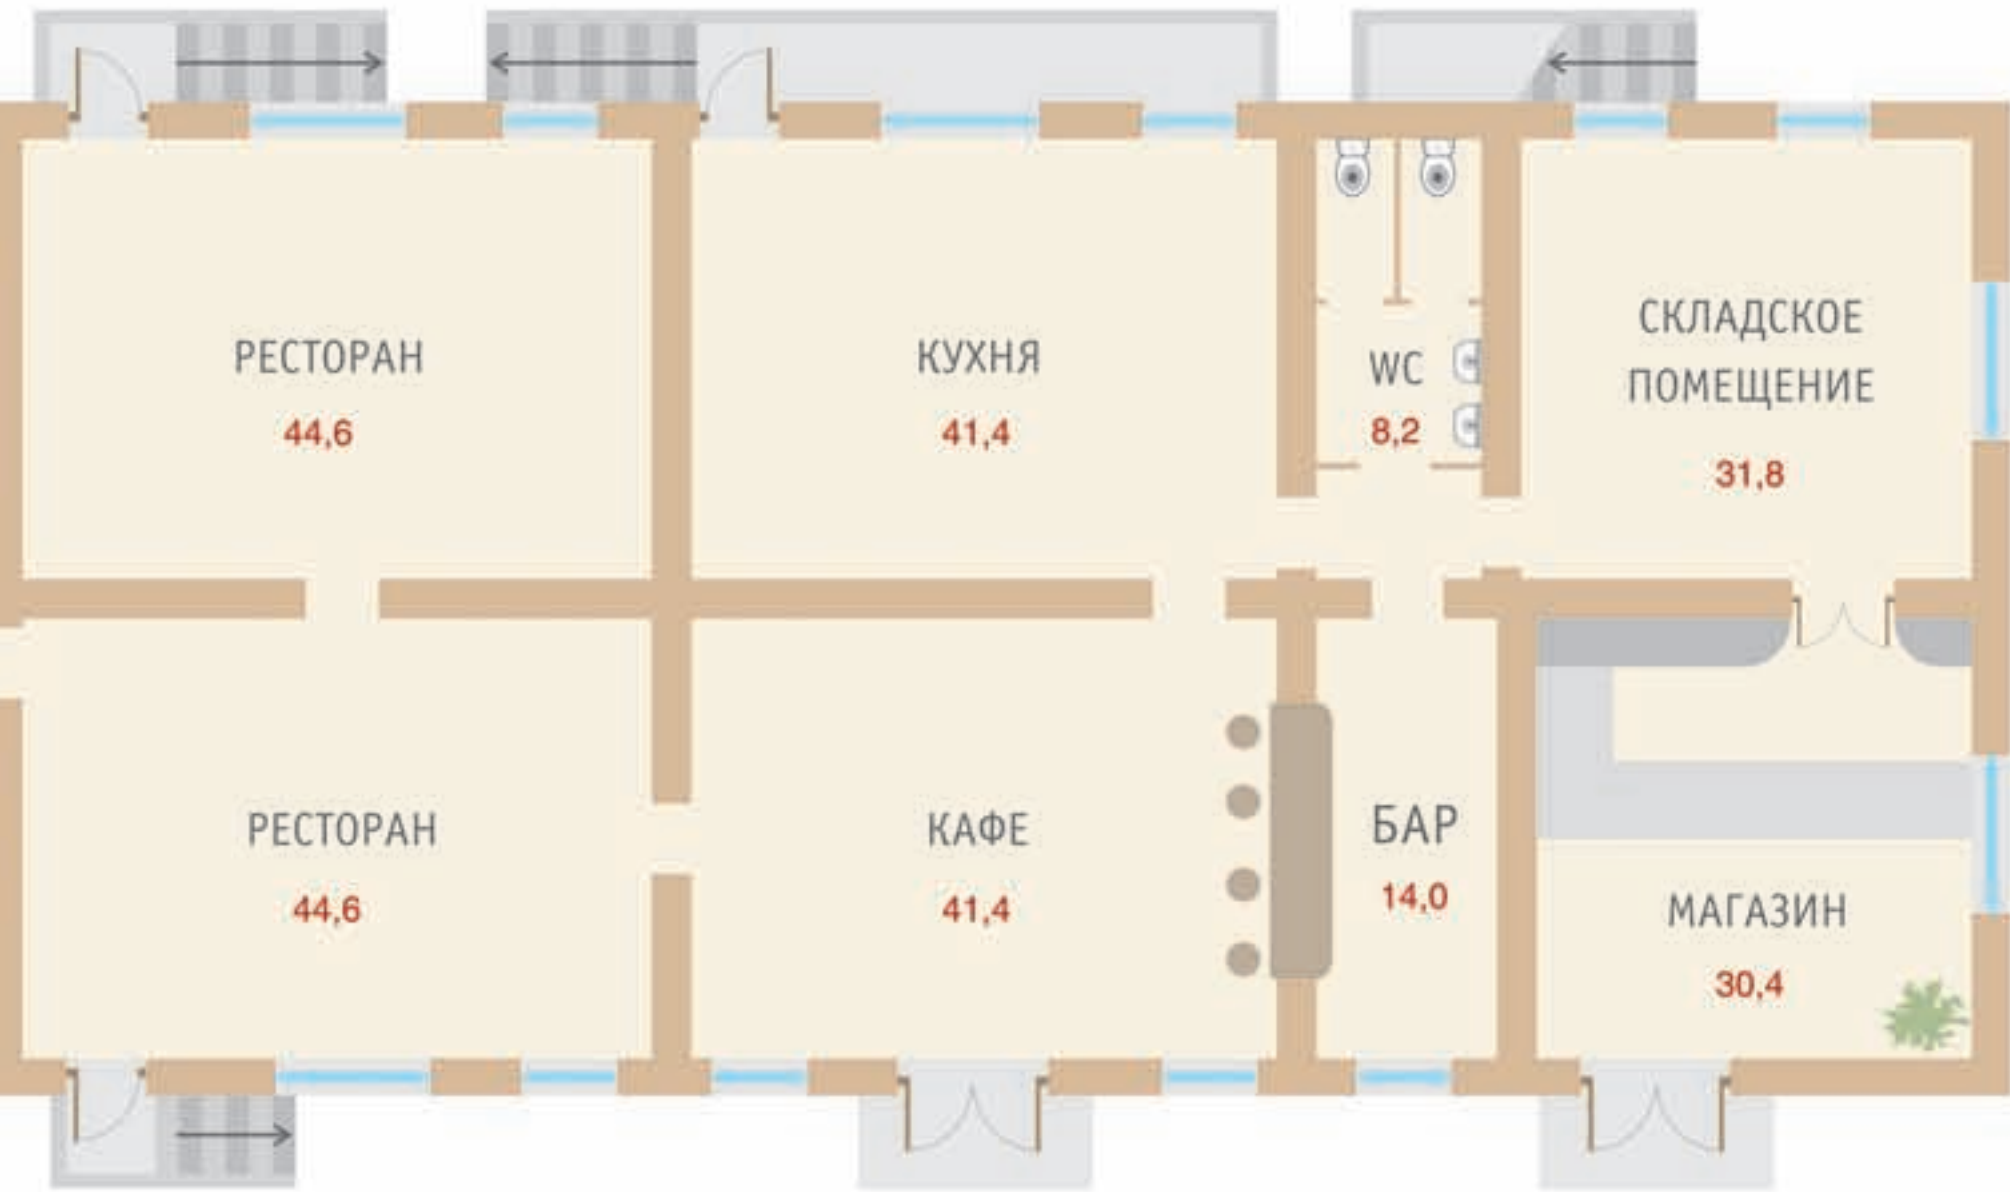 РЕСТОРАН
44,6
КУХНЯ
41,4
WC
8,2
СКЛАДСКОЕ
ПОМЕЩЕНИЕ
31,8
РЕСТОРАН
44,6
КАФЕ
41,4
БАР
14,0
МАГАЗИН
30,4